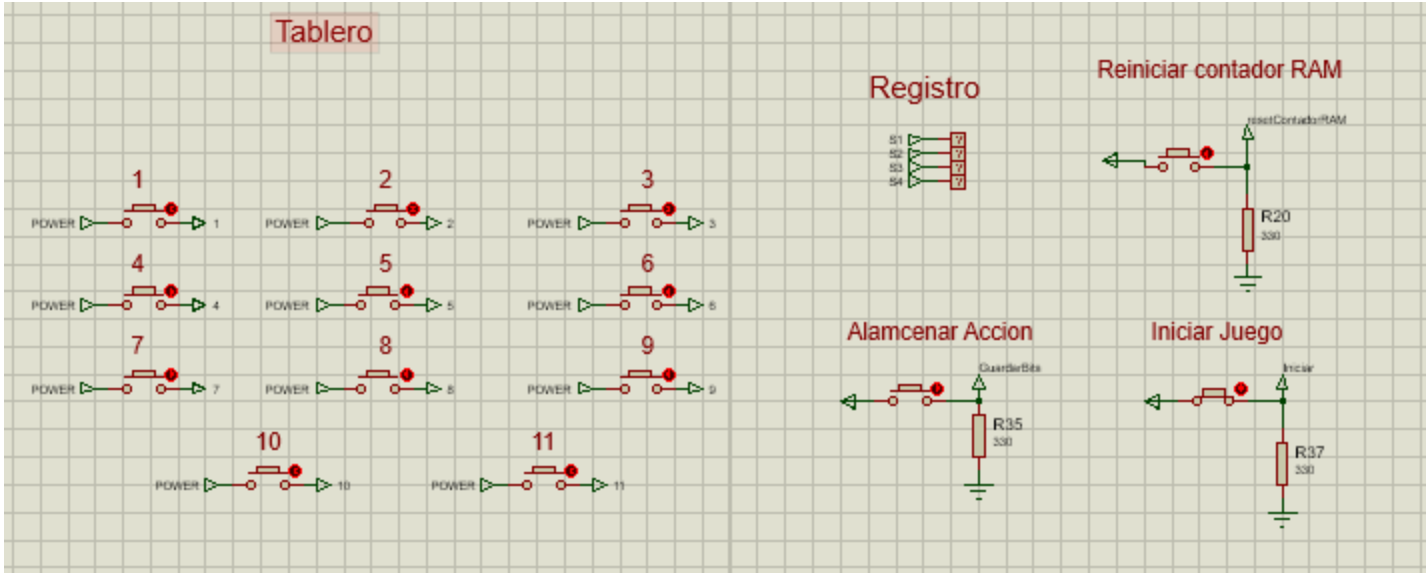 Tablero
1
2
3
POWER 1
POWER 2
POWER 3
4
5
6
POWER 4
POWER 5
POWER 6
7
8
9
POWER 7
POWER 8
POWER 9
10
11
POWER 10
POWER 11
Registro
S1 ?
S2 ?
S3 ?
S4 ?
Reiniciar contador RAM
resetContadorRAM
R20
330
Alamcenar Accion
GuardarBits
R35
330
Iniciar Juego
Iniciar
R37
330